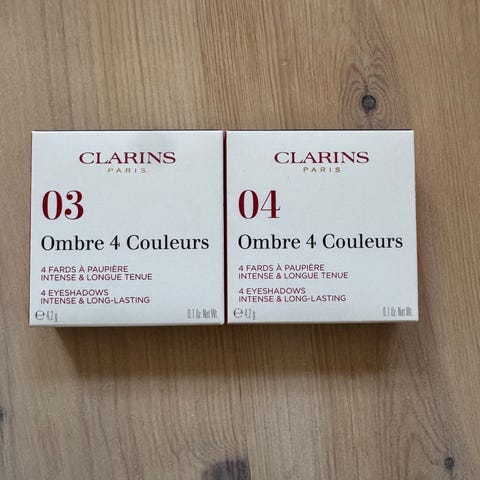 CLARINS
PARIS
03
Ombre 4 Couleurs
4 FARDS À PAUPIÈRE
INTENSE & LONGUE TENUE
4 EYESHADOWS
INTENSE & LONG-LASTING
℮ 4,2 g 0.1 Oz. Net Wt.
CLARINS
PARIS
04
Ombre 4 Couleurs
4 FARDS À PAUPIÈRE
INTENSE & LONGUE TENUE
4 EYESHADOWS
INTENSE & LONG-LASTING
℮ 4,2 g 0.1 Oz. Net Wt.